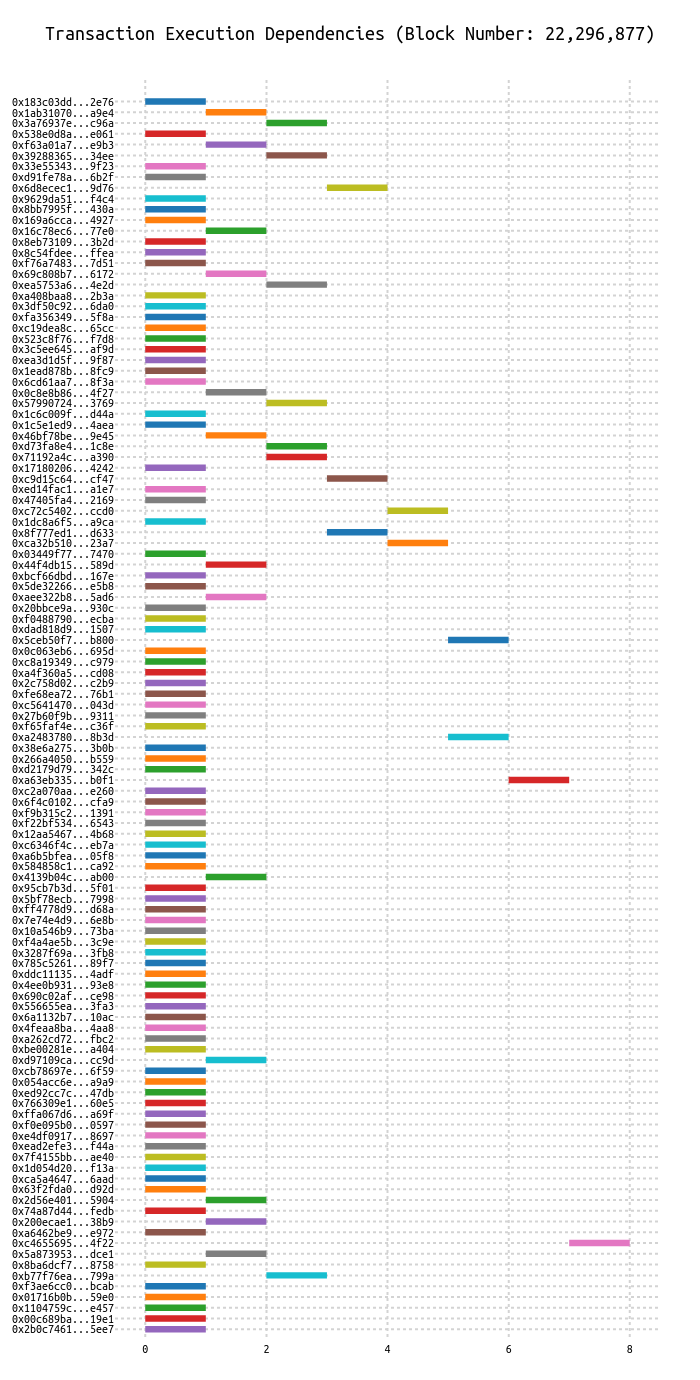 Transaction Execution Dependencies (Block Number: 22,296,877)
0x183c03dd...2e76
0x1ab31070...a9e4
0x3a76937e...c96a
0x538e0d8a...e061
0xf63a01a7...e9b3
0x39288365...34ee
0x33e55343...9f23
0xd91fe78a...6b2f
0x6d8ecec1...9d76
0x9629da51...f4c4
0x8bb7995f...430a
0x169a6cca...4927
0x16c78ec6...77e0
0x8eb73109...3b2d
0x8c54fdee...ffea
0xf76a7483...7d51
0x69c808b7...6172
0xea5753a6...4e2d
0xa408baa8...2b3a
0x3df50c92...6da0
0xfa356349...5f8a
0xc19dea8c...65cc
0x523c8f76...f7d8
0x3c5ee645...af9d
0xea3d1d5f...9f87
0x1ead878b...8fc9
0x6cd61aa7...8f3a
0x0c8e8b86...4f27
0x57990724...3769
0x1c6c009f...d44a
0x1c5e1ed9...4aea
0x46bf78be...9e45
0xd73fa8e4...1c8e
0x71192a4c...a390
0x17180206...4242
0xc9d15c64...cf47
0xed14fac1...a1e7
0x47405fa4...2169
0xc72c5402...ccd0
0x1dc8a6f5...a9ca
0x8f777ed1...d633
0xca32b510...23a7
0x03449f77...7470
0x44f4db15...589d
0xbcf66dbd...167e
0x5de32266...e5b8
0xaee322b8...5ad6
0x20bbce9a...930c
0xf0488790...ecba
0xdad818d9...1507
0x5ceb50f7...b800
0x0c063eb6...695d
0xc8a19349...c979
0xa4f360a5...cd08
0x2c758d02...c2b9
0xfe68ea72...76b1
0xc5641470...043d
0x27b60f9b...9311
0xf65faf4e...c36f
0xa2483780...8b3d
0x38e6a275...3b0b
0x266a4050...b559
0xd2179d79...342c
0xa63eb335...b0f1
0xc2a070aa...e260
0x6f4c0102...cfa9
0xf9b315c2...1391
0xf22bf534...6543
0x12aa5467...4b68
0xc6346f4c...eb7a
0xa6b5bfea...05f8
0x584858c1...ca92
0x4139b04c...ab00
0x95cb7b3d...5f01
0x5bf78ecb...7998
0xff4778d9...d68a
0x7e74e4d9...6e8b
0x10a546b9...73ba
0xf4a4ae5b...3c9e
0x3287f69a...3fb8
0x785c5261...89f7
0xddc11135...4adf
0x4ee0b931...93e8
0x690c02af...ce98
0x556655ea...3fa3
0x6a1132b7...10ac
0x4feaa8ba...4aa8
0xa262cd72...fbc2
0xbe00281e...a404
0xd97109ca...cc9d
0xcb78697e...6f59
0x054acc6e...a9a9
0xed92cc7c...47db
0x766309e1...60e5
0xffa067d6...a69f
0xf0e095b0...0597
0xe4df0917...8697
0xead2efe3...f44a
0x7f4155bb...ae40
0x1d054d20...f13a
0xca5a4647...6aad
0x63f2fda0...d92d
0x2d56e401...5904
0x74a87d44...fedb
0x200ecae1...38b9
0xa6462be9...e972
0xc4655695...4f22
0x5a873953...dce1
0x8ba6dcf7...8758
0xb77f76ea...799a
0xf3ae6cc0...bcab
0x01716b0b...59e0
0x1104759c...e457
0x00c689ba...19e1
0x2b0c7461...5ee7
0 2 4 6 8